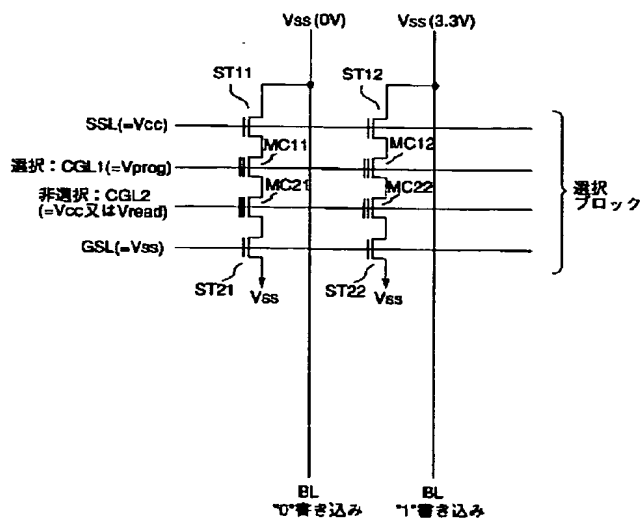 Vss(0V)
Vss(3.3V)
ST11
ST12
SSL(=Vcc)
MC11
MC12
選択：CGL1(=Vprog)
MC21
MC22
非選択：CGL2
(=Vcc又はVread)
選択
ブロック
GSL(=Vss)
ST21
Vss
ST22
Vss
BL
"0"書き込み
BL
"1"書き込み